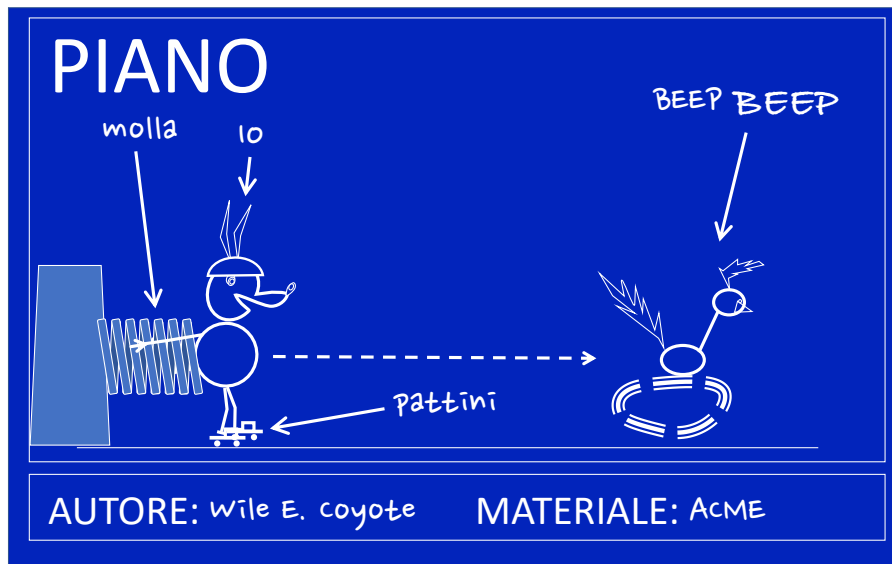 PIANO
molla
IO
BEEP BEEP
pattini
AUTORE: Wile E. Coyote
MATERIALE: ACME